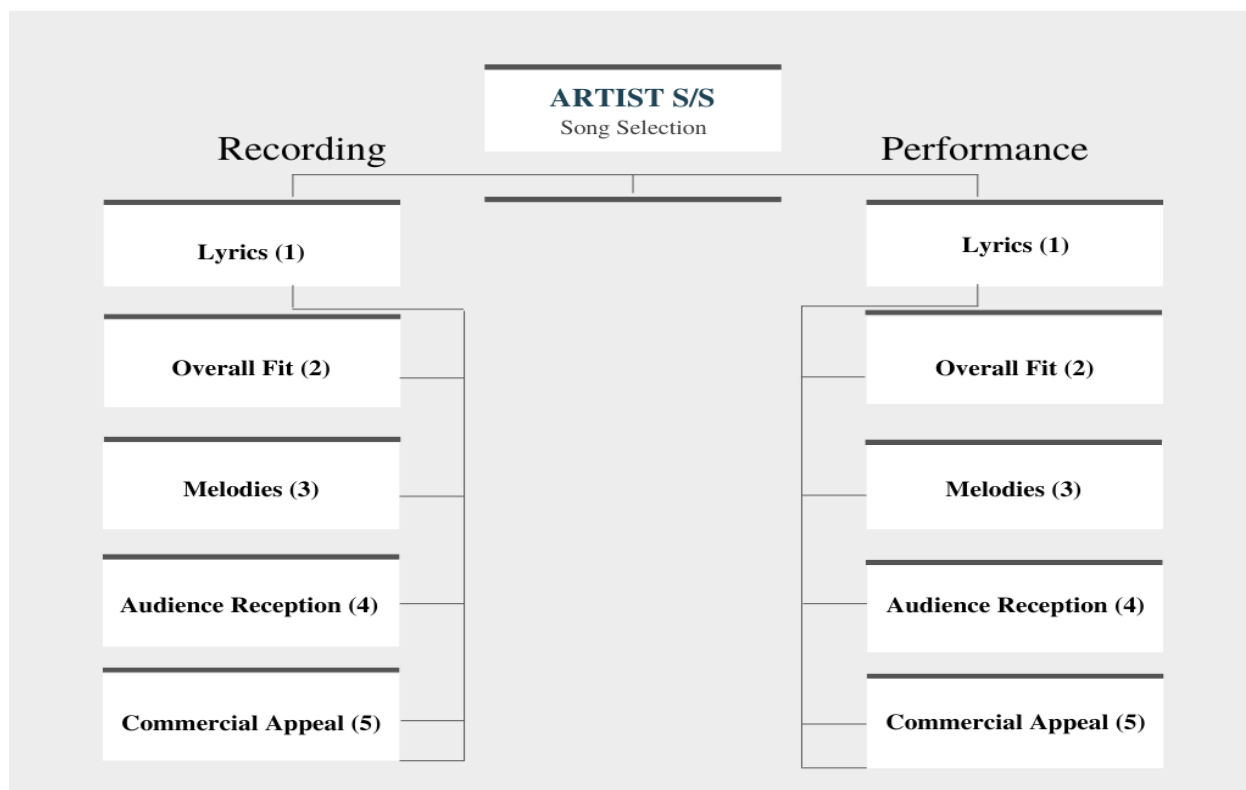 ARTIST S/S
Song Selection
Recording
Performance
Lyrics (1)
Overall Fit (2)
Melodies (3)
Audience Reception (4)
Commercial Appeal (5)
Lyrics (1)
Overall Fit (2)
Melodies (3)
Audience Reception (4)
Commercial Appeal (5)